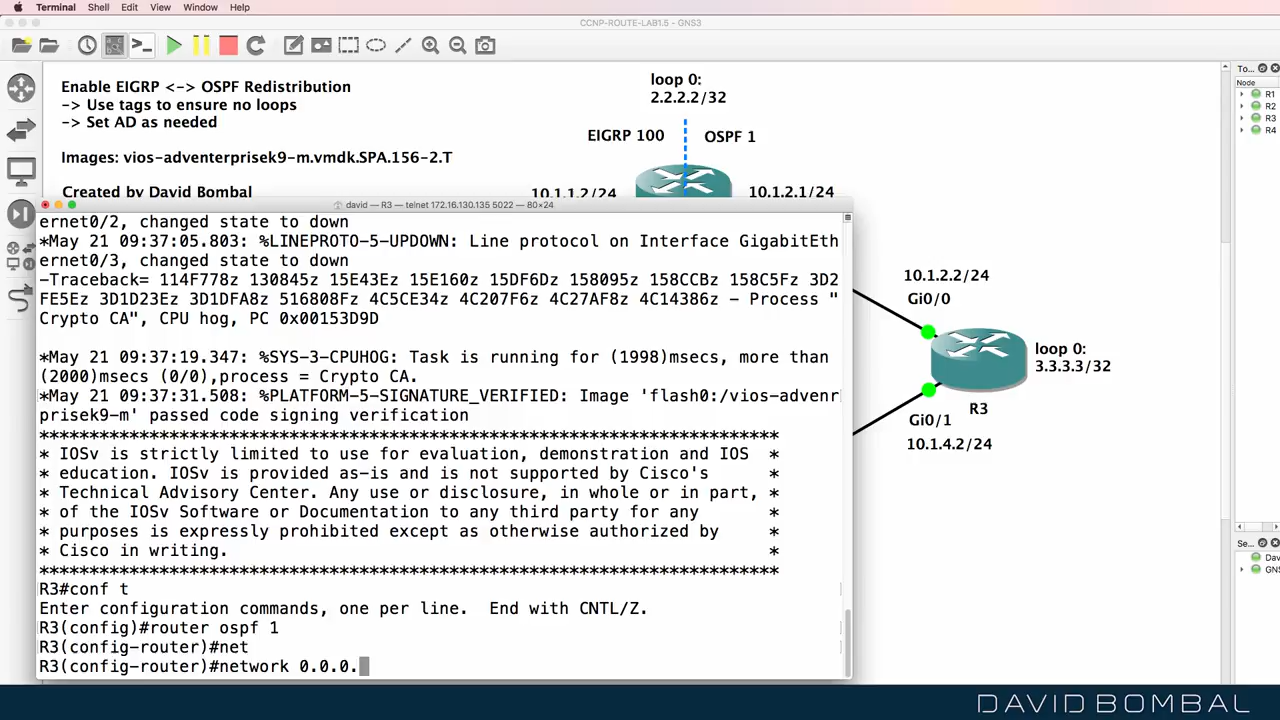 Terminal Shell Edit View Window Help
CCNP-ROUTE-LAB1.5 - GNS3
Enable EIGRP <-> OSPF Redistribution
-> Use tags to ensure no loops
-> Set AD as needed
Images: vios-adventerprisek9-m.vmdk.SPA.156-2.T
Created by David Bombal
loop 0:
2.2.2.2/32
EIGRP 100
OSPF 1
10.1.1.2/24
10.1.2.1/24
To...
Node
R1
R2
R3
R4
david — R3 — telnet 172.16.130.135 5022 — 80×24
ernet0/2, changed state to down
*May 21 09:37:05.803: %LINEPROTO-5-UPDOWN: Line protocol on Interface GigabitEth
ernet0/3, changed state to down
-Traceback= 114F778z 130845z 15E43Ez 15E160z 15DF6Dz 158095z 158CCBz 158C5Fz 3D2
FE5Ez 3D1D23Ez 3D1DFA8z 516808Fz 4C5CE34z 4C207F6z 4C27AF8z 4C14386z - Process "
Crypto CA", CPU hog, PC 0x00153D9D
*May 21 09:37:19.347: %SYS-3-CPUHOG: Task is running for (1998)msecs, more than
(2000)msecs (0/0),process = Crypto CA.
*May 21 09:37:31.508: %PLATFORM-5-SIGNATURE_VERIFIED: Image 'flash0:/vios-advenr
prisek9-m' passed code signing verification
****************************************************************************
* IOSv is strictly limited to use for evaluation, demonstration and IOS *
* education. IOSv is provided as-is and is not supported by Cisco's *
* Technical Advisory Center. Any use or disclosure, in whole or in part, *
* of the IOSv Software or Documentation to any third party for any *
* purposes is expressly prohibited except as otherwise authorized by *
* Cisco in writing. *
****************************************************************************
R3#conf t
Enter configuration commands, one per line. End with CNTL/Z.
R3(config)#router ospf 1
R3(config-router)#net
R3(config-router)#network 0.0.0.
10.1.2.2/24
Gi0/0
loop 0:
3.3.3.3/32
R3
Gi0/1
10.1.4.2/24
Se...
Dav
GNS
DAVID BOMBAL